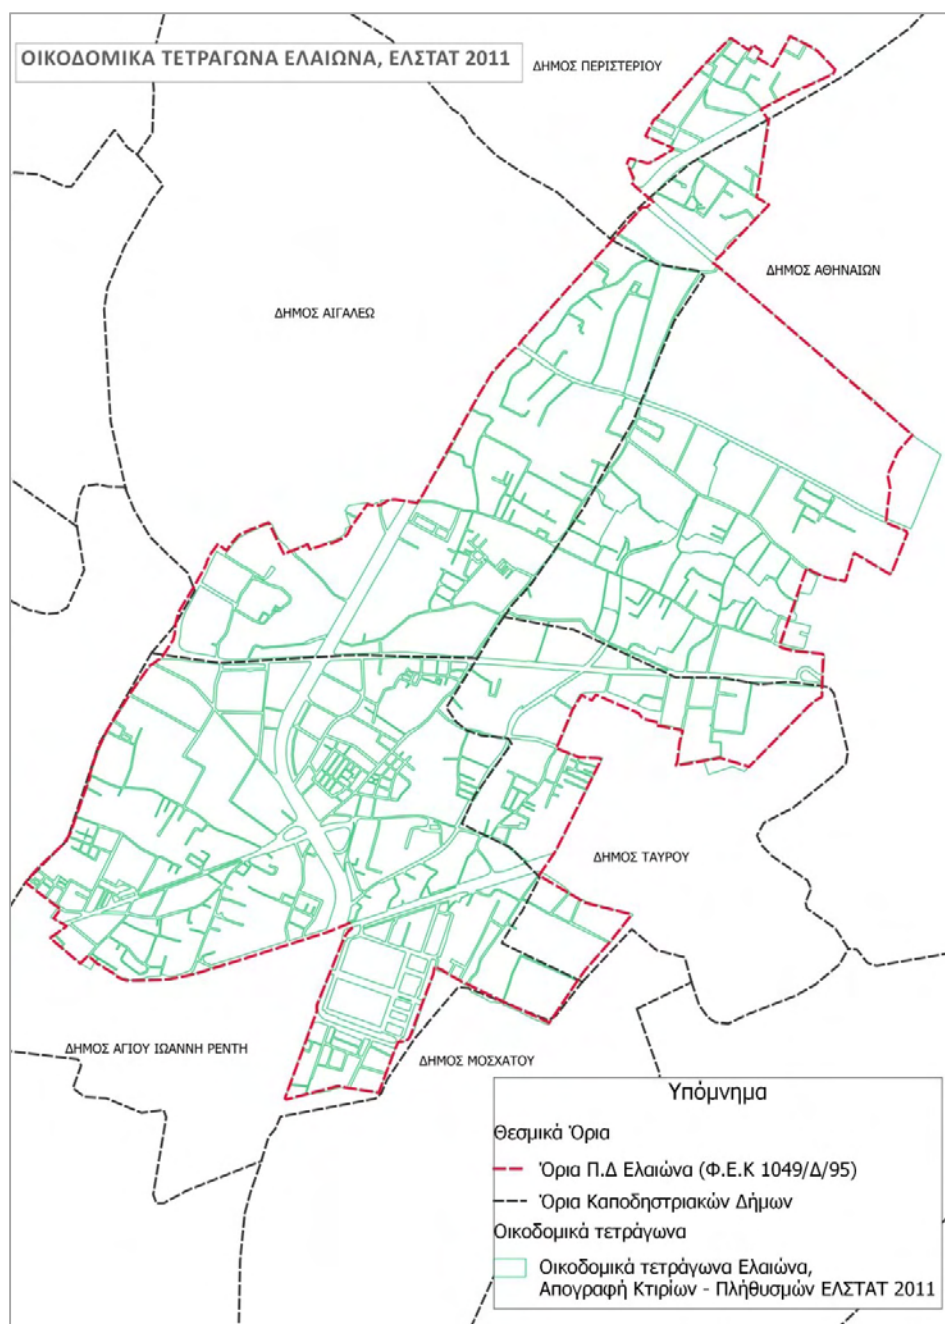 ΟΙΚΟΔΟΜΙΚΑ ΤΕΤΡΑΓΩΝΑ ΕΛΑΙΩΝΑ, ΕΛΣΤΑΤ 2011
ΔΗΜΟΣ ΠΕΡΙΣΤΕΡΙΟΥ
ΔΗΜΟΣ ΑΘΗΝΑΙΩΝ
ΔΗΜΟΣ ΑΙΓΑΛΕΩ
ΔΗΜΟΣ ΤΑΥΡΟΥ
ΔΗΜΟΣ ΑΓΙΟΥ ΙΩΑΝΝΗ ΡΕΝΤΗ
ΔΗΜΟΣ ΜΟΣΧΑΤΟΥ
Υπόμνημα
Θεσμικά Όρια
Όρια Π.Δ Ελαιώνα (Φ.Ε.Κ 1049/Δ/95)
Όρια Καποδηστριακών Δήμων
Οικοδομικά τετράγωνα
Οικοδομικά τετράγωνα Ελαιώνα,
Απογραφή Κτιρίων - Πλήθυσμών ΕΛΣΤΑΤ 2011